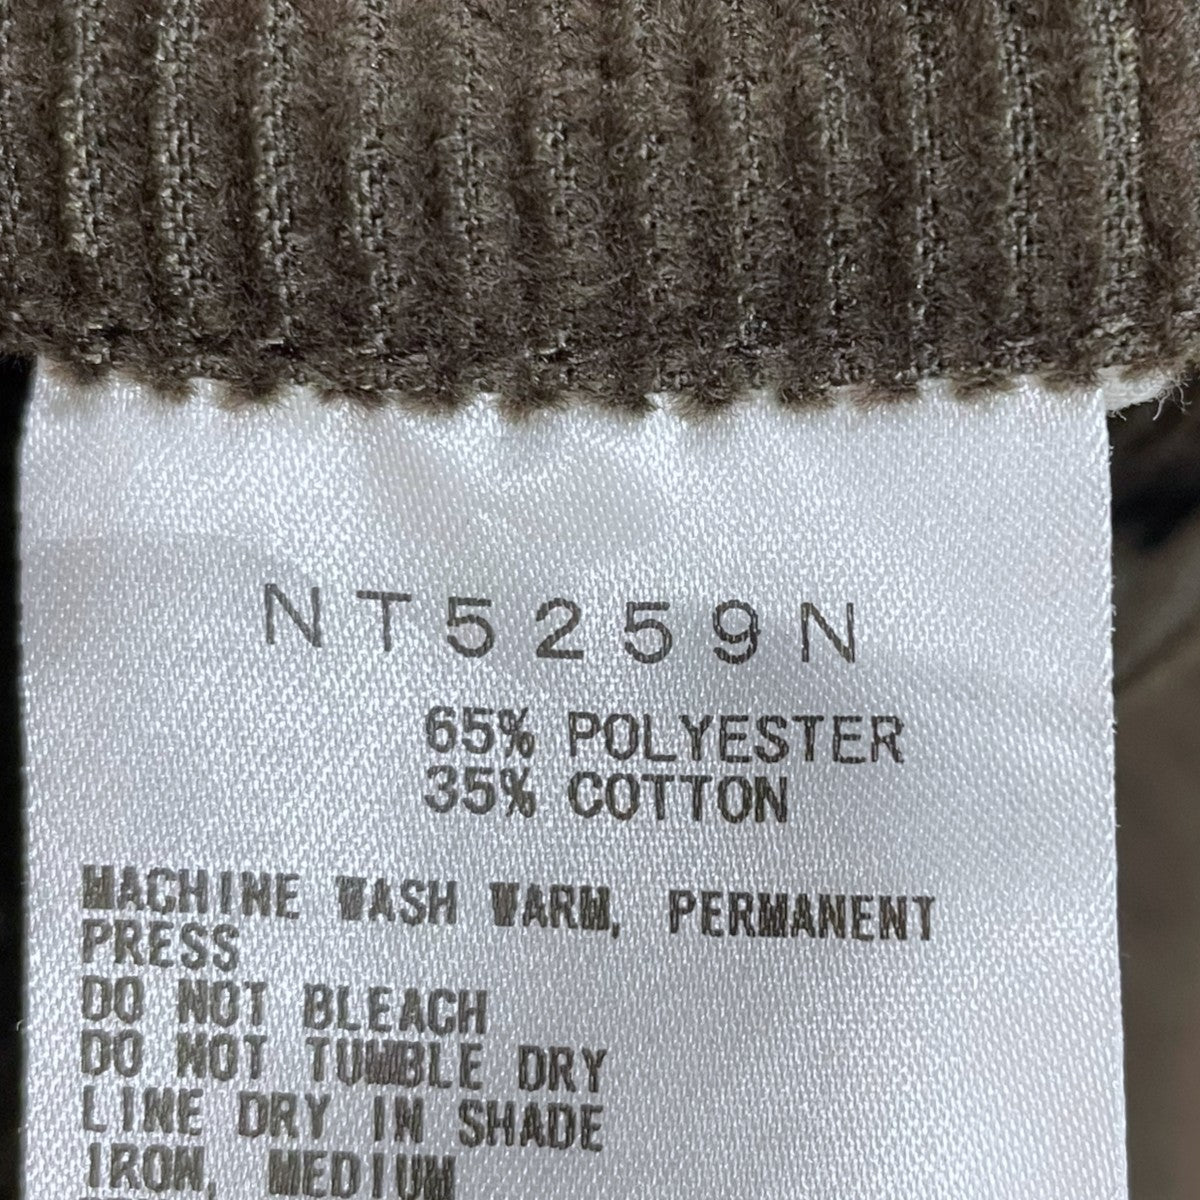 NT5259N
65% POLYESTER
35% COTTON
MACHINE WASH WARM, PERMANENT
PRESS
DO NOT BLEACH
DO NOT TUMBLE DRY
LINE DRY IN SHADE
IRON, MEDIUM